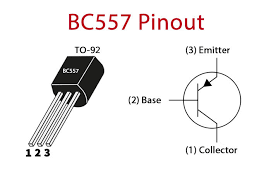 BC557 Pinout
TO-92
(3) Emitter
BC557
(2) Base
1 2 3
(1) Collector